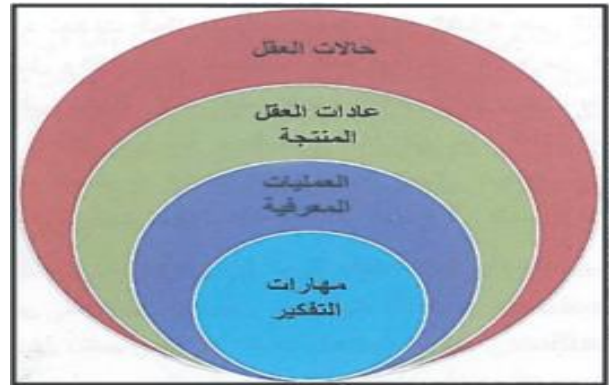 حالات العقل
عادات العقل
المنتجة
العمليات
المعرفية
مهارات
التفكير